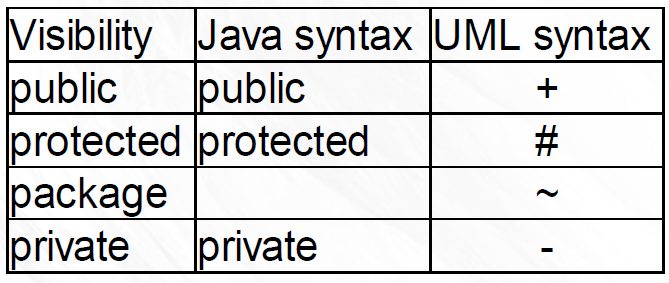 Visibility Java syntax UML syntax
public public +
protected protected #
package ~
private private -